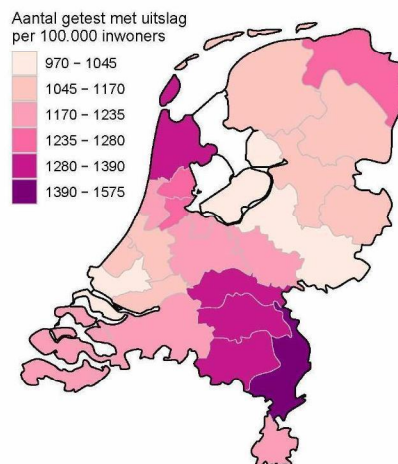 Aantal getest met uitslag
per 100.000 inwoners
970 – 1045
1045 – 1170
1170 – 1235
1235 – 1280
1280 – 1390
1390 – 1575